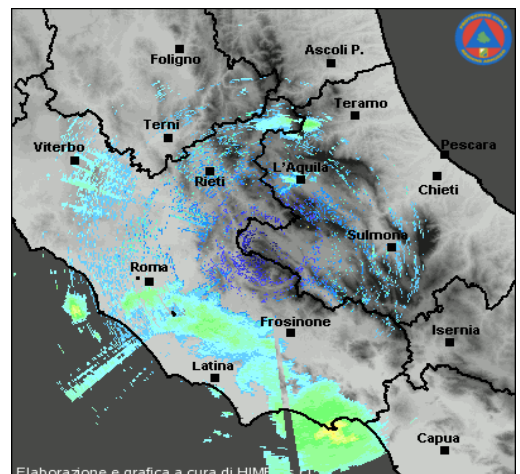 Ascoli P.
Foligno
Teramo
Terni
Viterbo
Pescara
Rieti
L'Aquila
Chieti
Sulmona
Roma
Frosinone
Isernia
Latina
Capua
Elaborazione e grafica a cura di